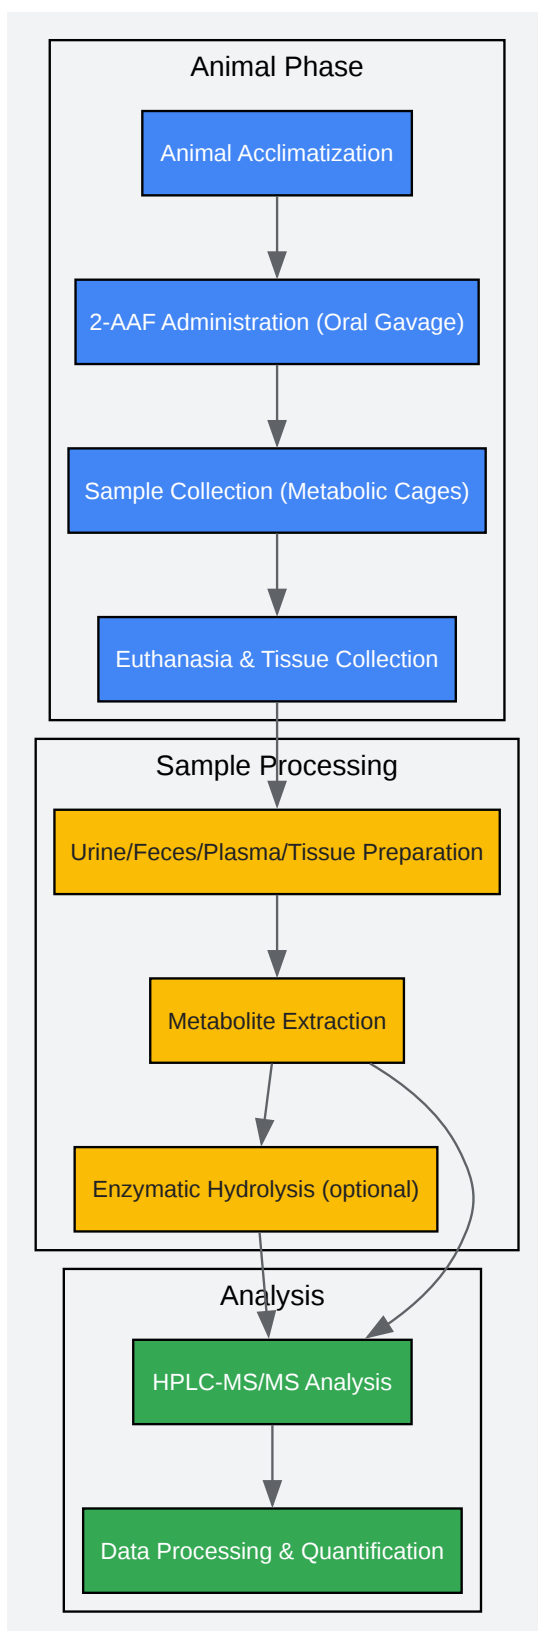 Animal Phase
Animal Acclimatization
2-AAF Administration (Oral Gavage)
Sample Collection (Metabolic Cages)
Euthanasia & Tissue Collection
Sample Processing
Urine/Feces/Plasma/Tissue Preparation
Metabolite Extraction
Enzymatic Hydrolysis (optional)
Analysis
HPLC-MS/MS Analysis
Data Processing & Quantification